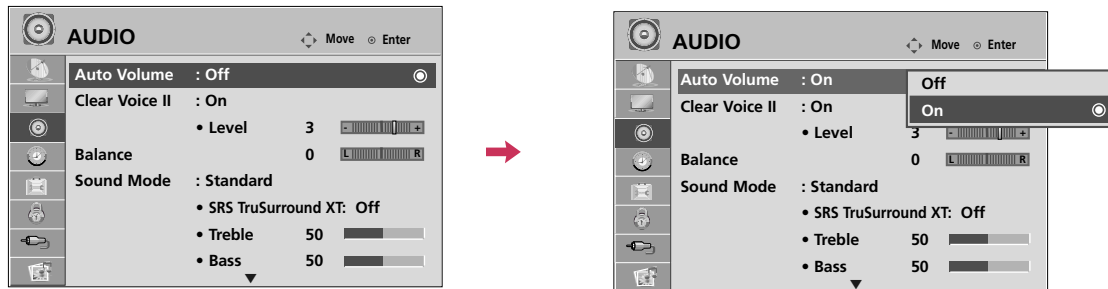 AUDIO
Move Enter
Auto Volume : Off
Clear Voice II : On
• Level 3 - +
Balance 0 L R
Sound Mode : Standard
• SRS TruSurround XT: Off
• Treble 50
• Bass 50
AUDIO
Move Enter
Auto Volume : On
Off
On
Clear Voice II : On
• Level 3 - +
Balance 0 L R
Sound Mode : Standard
• SRS TruSurround XT: Off
• Treble 50
• Bass 50